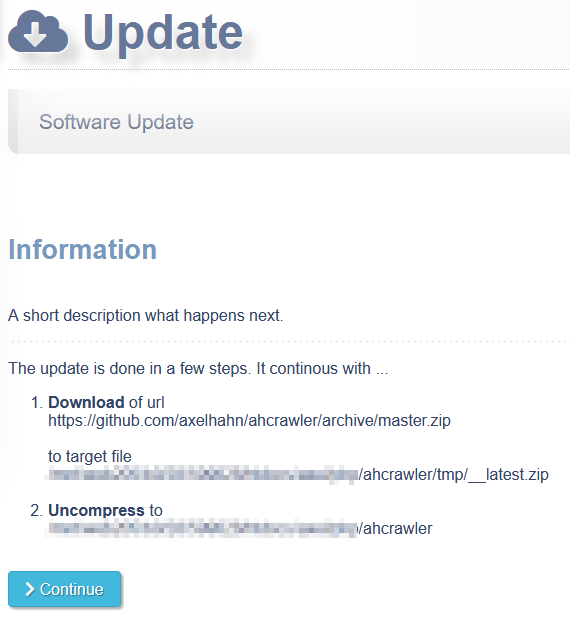 Update
Software Update
Information
A short description what happens next.
The update is done in a few steps. It continous with ...
1. Download of url
https://github.com/axelhahn/ahcrawler/archive/master.zip
to target file
/ahcrawler/tmp/__latest.zip
2. Uncompress to
/ahcrawler
Continue